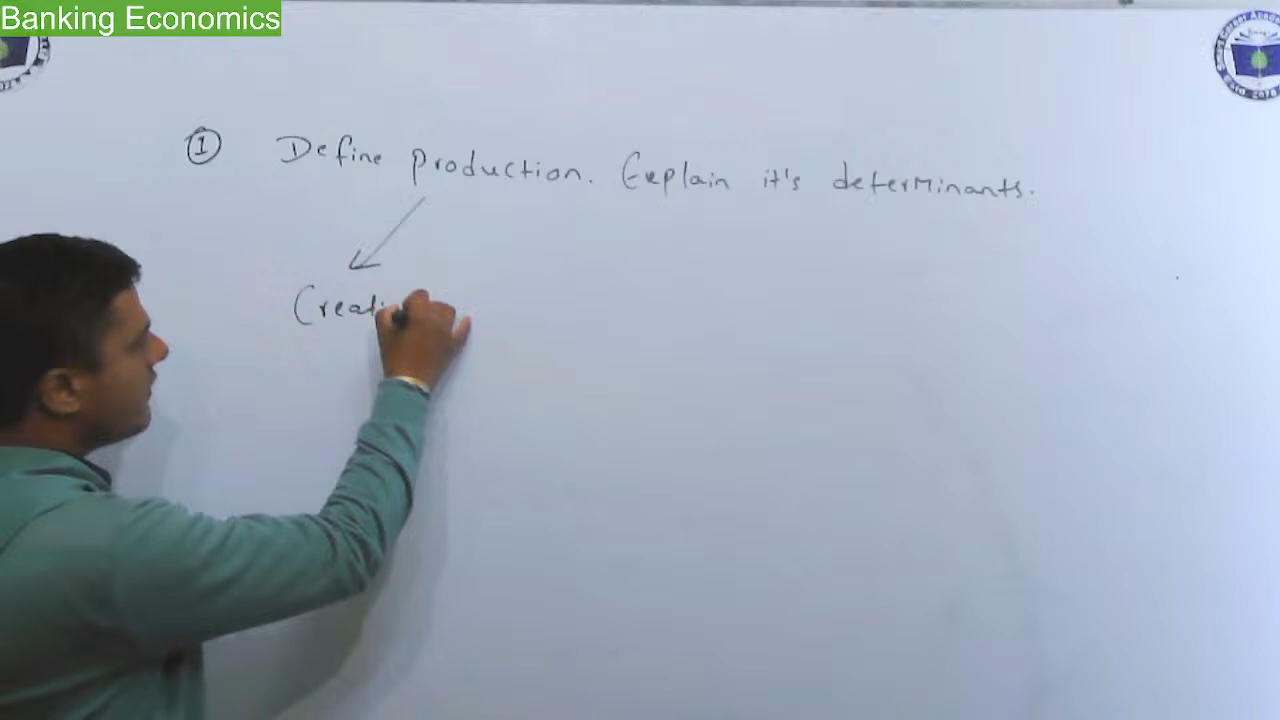 Banking Economics
① Define production. Explain it's determinants.